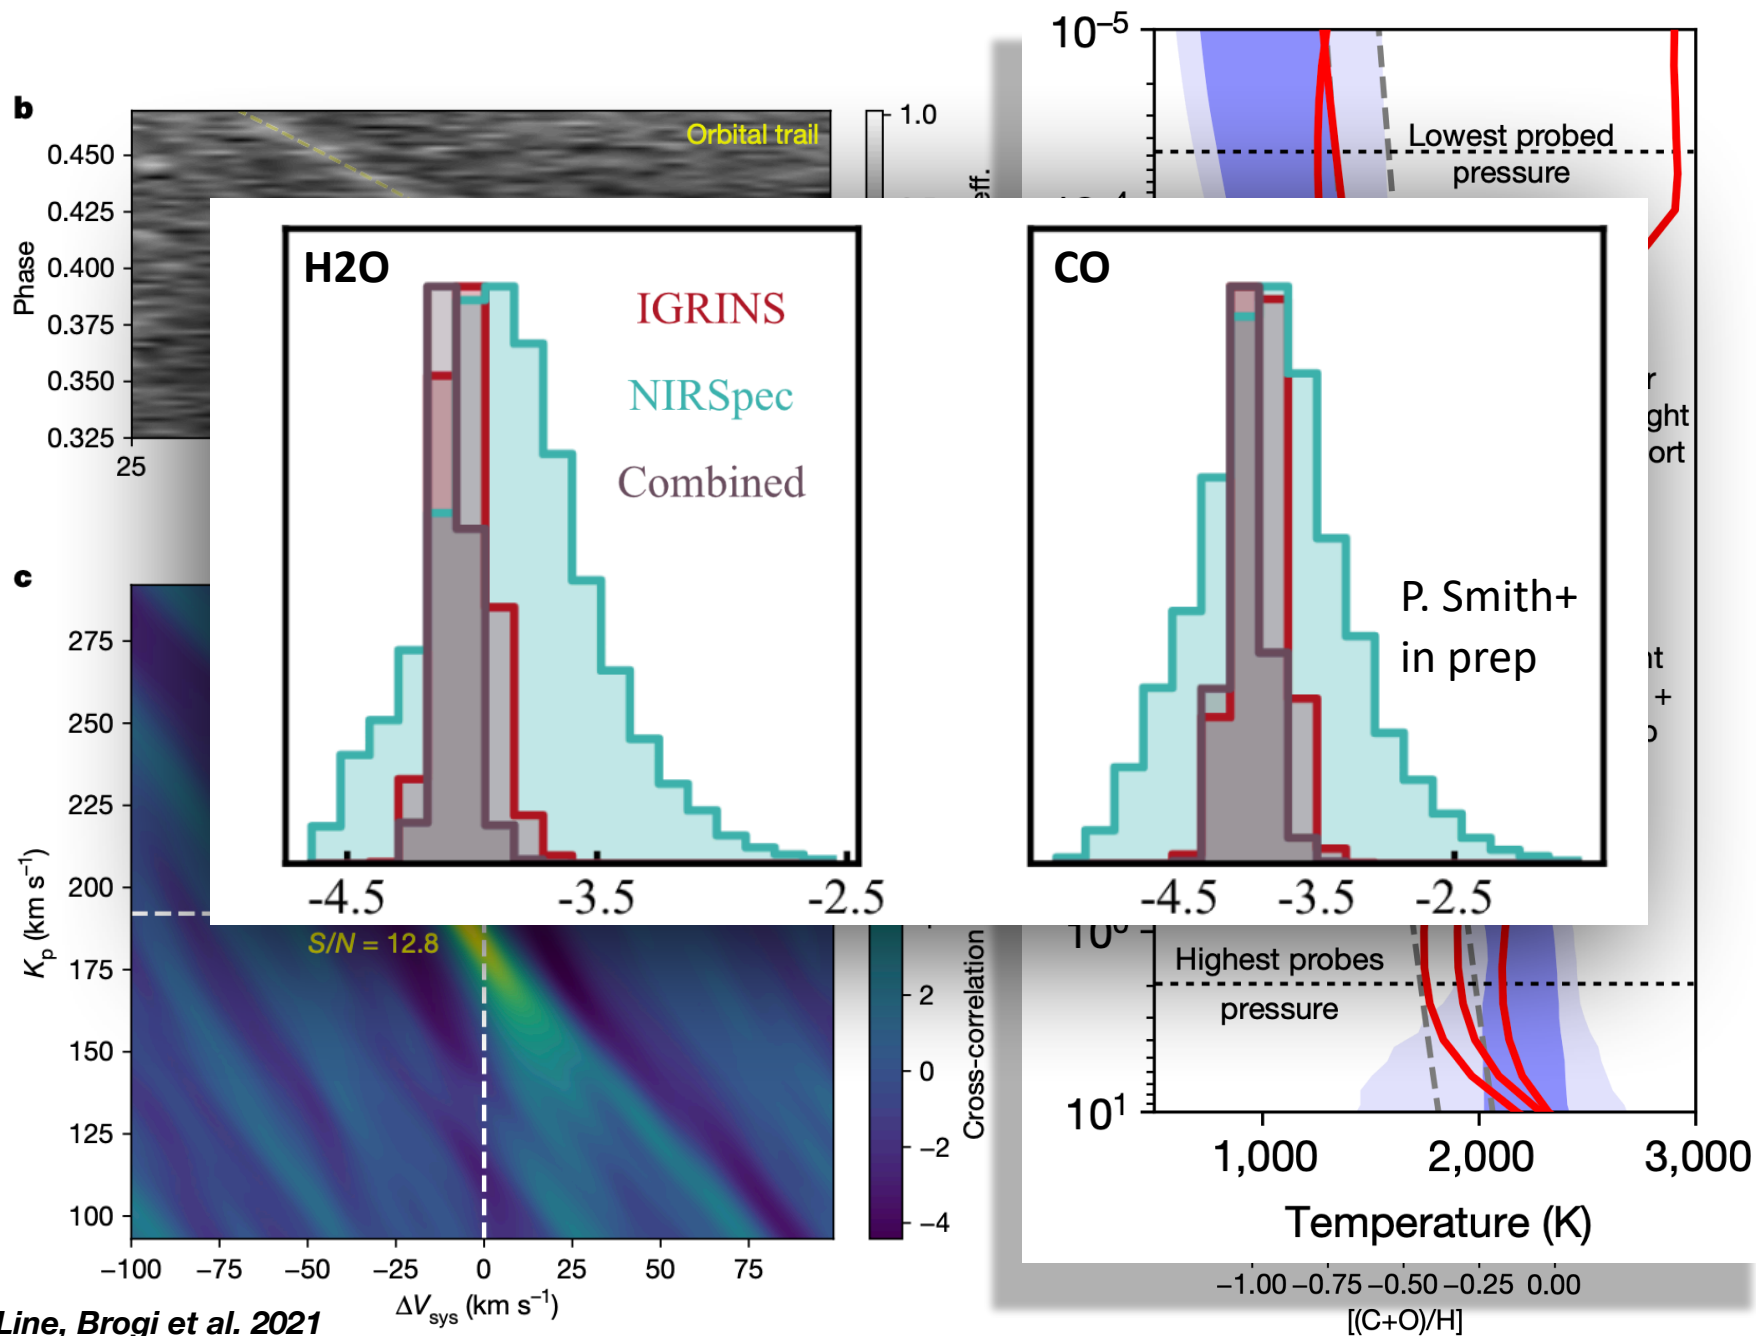 b
Orbital trail
1.0
0.450
0.425
0.400
0.375
0.350
0.325
Phase
25
c
275
250
225
200
175
150
125
100
Kp (km s−1)
S/N = 12.8
−100 −75 −50 −25 0 25 50 75
ΔVsys (km s−1)
2
0
−2
−4
Cross-correlation
Line, Brogi et al. 2021
H2O
IGRINS
NIRSpec
Combined
-4.5 -3.5 -2.5
CO
P. Smith+
in prep
-4.5 -3.5 -2.5
10−5
Lowest probed
pressure
ght
ort
+
100
Highest probes
pressure
101
1,000 2,000 3,000
Temperature (K)
−1.00 −0.75 −0.50 −0.25 0.00
[(C+O)/H]